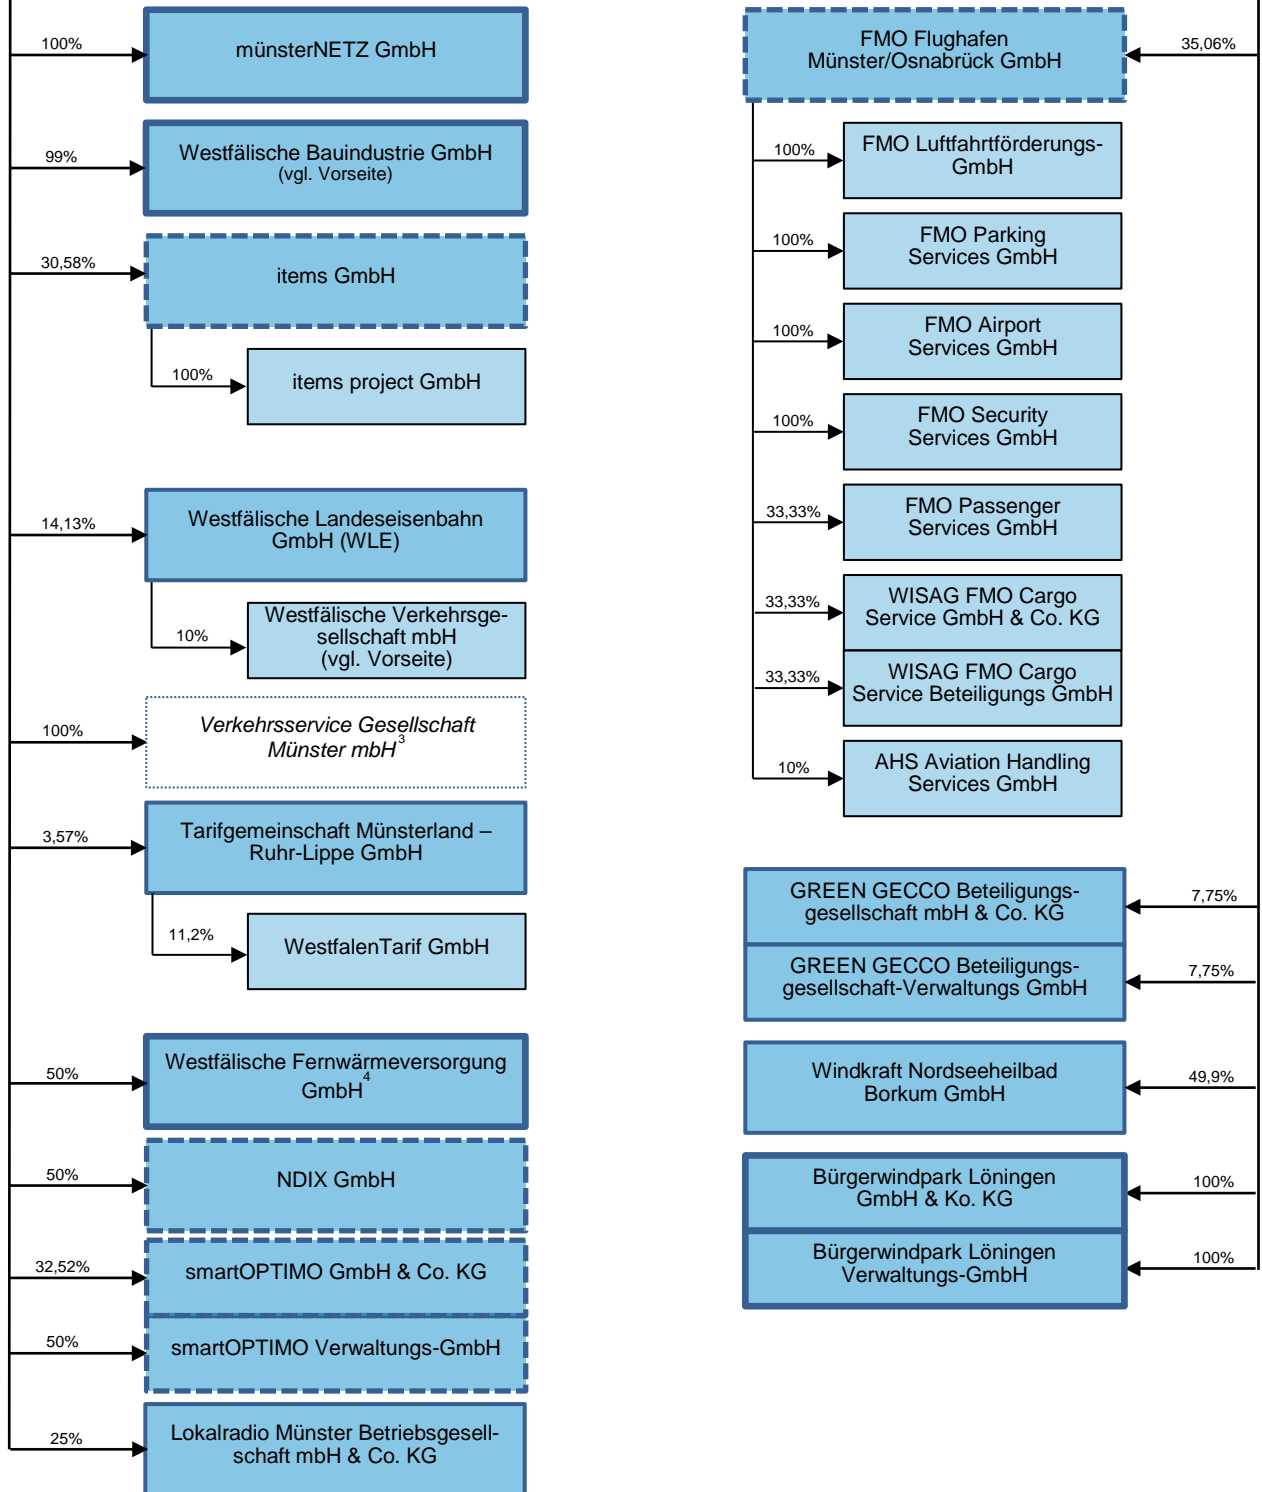 100%
münsterNETZ GmbH
99%
Westfälische Bauindustrie GmbH
(vgl. Vorseite)
30,58%
items GmbH
100%
items project GmbH
14,13%
Westfälische Landeseisenbahn
GmbH (WLE)
10%
Westfälische Verkehrsge-
sellschaft mbH
(vgl. Vorseite)
100%
Verkehrsservice Gesellschaft
Münster mbH³
3,57%
Tarifgemeinschaft Münsterland –
Ruhr-Lippe GmbH
11,2%
WestfalenTarif GmbH
50%
Westfälische Fernwärmeversorgung
GmbH⁴
50%
NDIX GmbH
32,52%
smartOPTIMO GmbH & Co. KG
50%
smartOPTIMO Verwaltungs-GmbH
25%
Lokalradio Münster Betriebsgesell-
schaft mbH & Co. KG
FMO Flughafen
Münster/Osnabrück GmbH
35,06%
100%
FMO Luftfahrtförderungs-
GmbH
100%
FMO Parking
Services GmbH
100%
FMO Airport
Services GmbH
100%
FMO Security
Services GmbH
33,33%
FMO Passenger
Services GmbH
33,33%
WISAG FMO Cargo
Service GmbH & Co. KG
33,33%
WISAG FMO Cargo
Service Beteiligungs GmbH
10%
AHS Aviation Handling
Services GmbH
GREEN GECCO Beteiligungs-
gesellschaft mbH & Co. KG
7,75%
GREEN GECCO Beteiligungs-
gesellschaft-Verwaltungs GmbH
7,75%
Windkraft Nordseeheilbad
Borkum GmbH
49,9%
Bürgerwindpark Löningen
GmbH & Ko. KG
100%
Bürgerwindpark Löningen
Verwaltungs-GmbH
100%